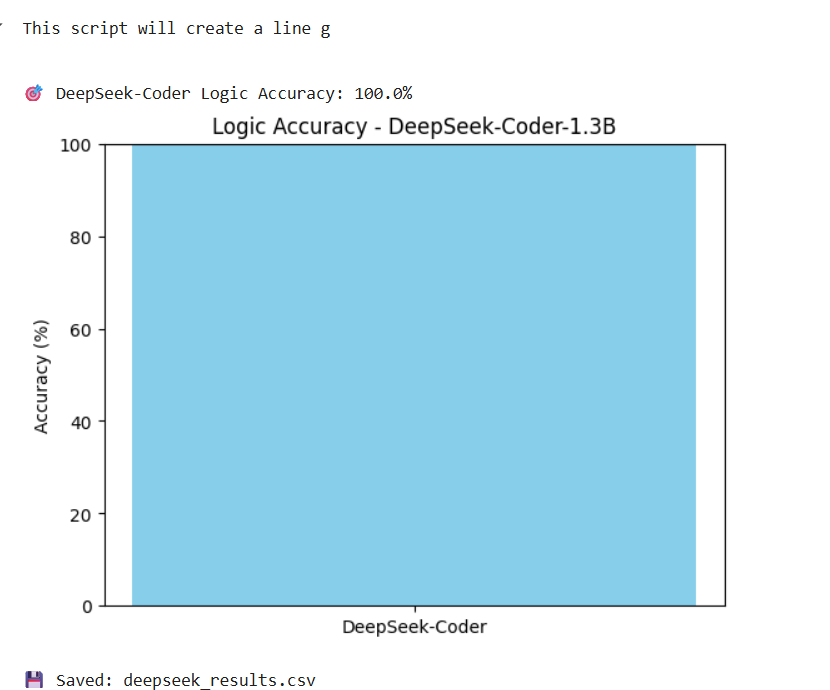 This script will create a line g
🎯 DeepSeek-Coder Logic Accuracy: 100.0%
Logic Accuracy - DeepSeek-Coder-1.3B
100
80
60
40
20
0
Accuracy (%)
DeepSeek-Coder
💾 Saved: deepseek_results.csv